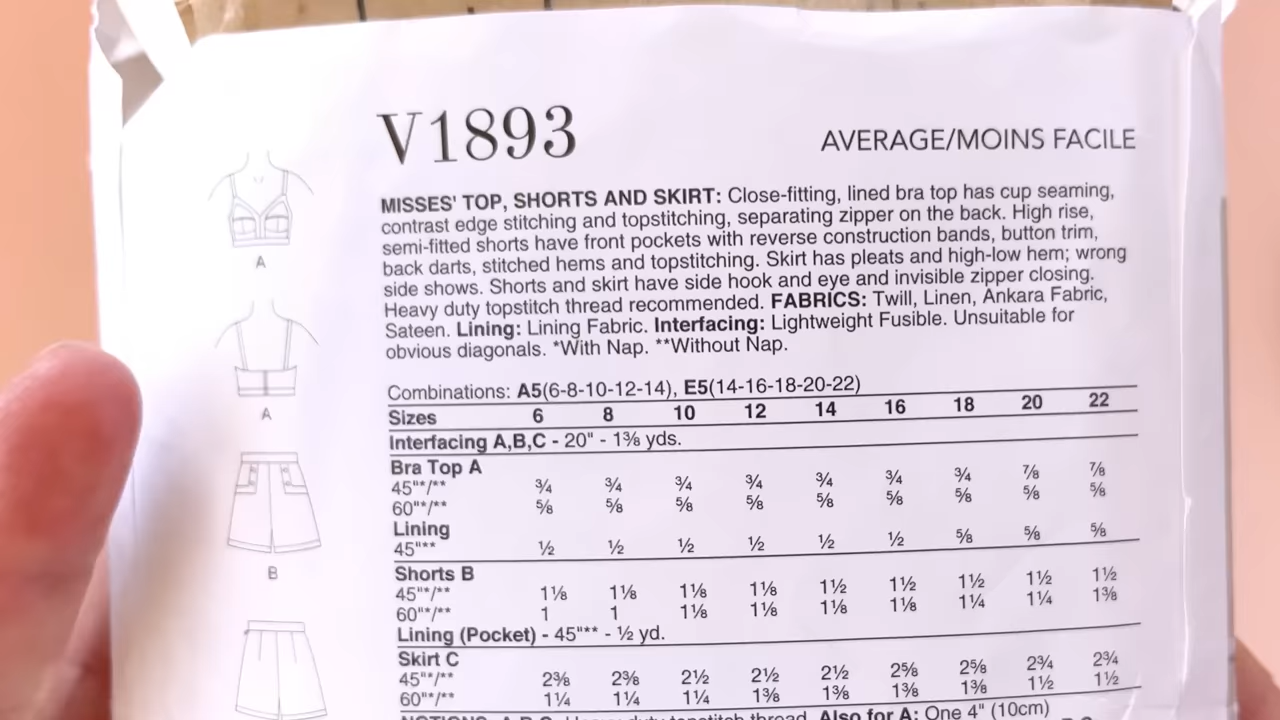 V1893
AVERAGE/MOINS FACILE
MISSES' TOP, SHORTS AND SKIRT: Close-fitting, lined bra top has cup seaming,
contrast edge stitching and topstitching, separating zipper on the back. High rise,
semi-fitted shorts have front pockets with reverse construction bands, button trim,
back darts, stitched hems and topstitching. Skirt has pleats and high-low hem; wrong
side shows. Shorts and skirt have side hook and eye and invisible zipper closing.
Heavy duty topstitch thread recommended. FABRICS: Twill, Linen, Ankara Fabric,
Sateen. Lining: Lining Fabric. Interfacing: Lightweight Fusible. Unsuitable for
obvious diagonals. *With Nap. **Without Nap.
A
A
B
Combinations: A5(6-8-10-12-14), E5(14-16-18-20-22)
Sizes 6 8 10 12 14 16 18 20 22
Interfacing A,B,C - 20" - 1⅜ yds.
Bra Top A
45"*/** ¾ ¾ ¾ ¾ ¾ ¾ ¾ ⅞ ⅞
60"*/** ⅝ ⅝ ⅝ ⅝ ⅝ ⅝ ⅝ ⅝ ⅝
Lining
45"** ½ ½ ½ ½ ½ ½ ⅝ ⅝ ⅝
Shorts B
45"*/** 1⅛ 1⅛ 1⅛ 1⅛ 1½ 1½ 1½ 1½ 1½
60"*/** 1 1 1⅛ 1⅛ 1⅛ 1⅛ 1¼ 1¼ 1⅜
Lining (Pocket) - 45"** - ½ yd.
Skirt C
45"*/** 2⅜ 2⅜ 2½ 2½ 2½ 2⅝ 2⅝ 2¾ 2¾
60"*/** 1¼ 1¼ 1¼ 1⅜ 1⅜ 1⅜ 1⅜ 1½ 1½
NOTIONS: A,B,C: Heavy duty topstitch thread. Also for A: One 4" (10cm)